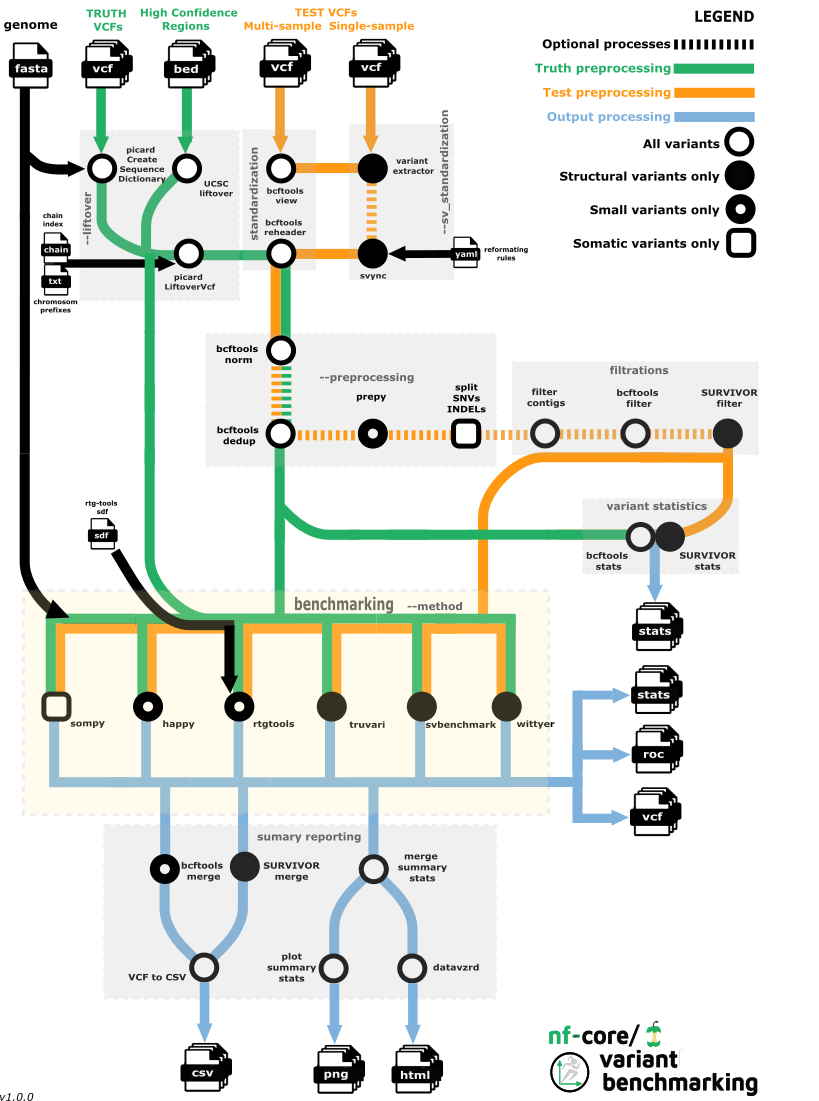 genome
TRUTH
VCFs
High Confidence
Regions
TEST VCFs
Multi-sample Single-sample
fasta
vcf
bed
vcf
vcf
LEGEND
Optional processes
Truth preprocessing
Test preprocessing
Output processing
All variants
Structural variants only
Small variants only
Somatic variants only
--liftover
picard
Create
Sequence
Dictionary
UCSC
liftover
standardization
bcftools
view
variant
extractor
--sv_standardization
chain
index
chain
txt
chromosom
prefixes
picard
LiftoverVcf
bcftools
reheader
svync
yaml
reformating
rules
bcftools
norm
--preprocessing
prepy
split
SNVs
INDELs
bcftools
dedup
filtrations
filter
contigs
bcftools
filter
SURVIVOR
filter
rtg-tools
sdf
sdf
variant statistics
bcftools
stats
SURVIVOR
stats
stats
benchmarking --method
sompy
happy
rtgtools
truvari
svbenchmark
wittyer
stats
roc
vcf
sumary reporting
bcftools
merge
SURVIVOR
merge
merge
summary
stats
VCF to CSV
plot
summary
stats
datavzrd
csv
png
html
nf-core/
variant
benchmarking
v1.0.0